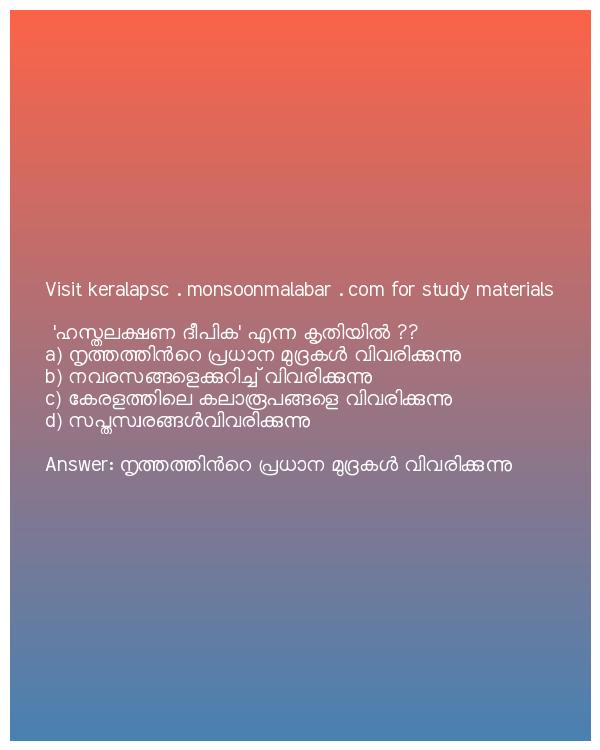 Visit keralapsc . monsoonmalabar . com for study materials
'ഹസ്തലക്ഷണ ദീപിക' എന്ന കൃതിയിൽ ??
a) നൃത്തത്തിൻറെ പ്രധാന മുദ്രകൾ വിവരിക്കുന്നു
b) നവരസങ്ങളെക്കുറിച്ച് വിവരിക്കുന്നു
c) കേരളത്തിലെ കലാരൂപങ്ങളെ വിവരിക്കുന്നു
d) സപ്തസ്വരങ്ങൾവിവരിക്കുന്നു
Answer: നൃത്തത്തിൻറെ പ്രധാന മുദ്രകൾ വിവരിക്കുന്നു